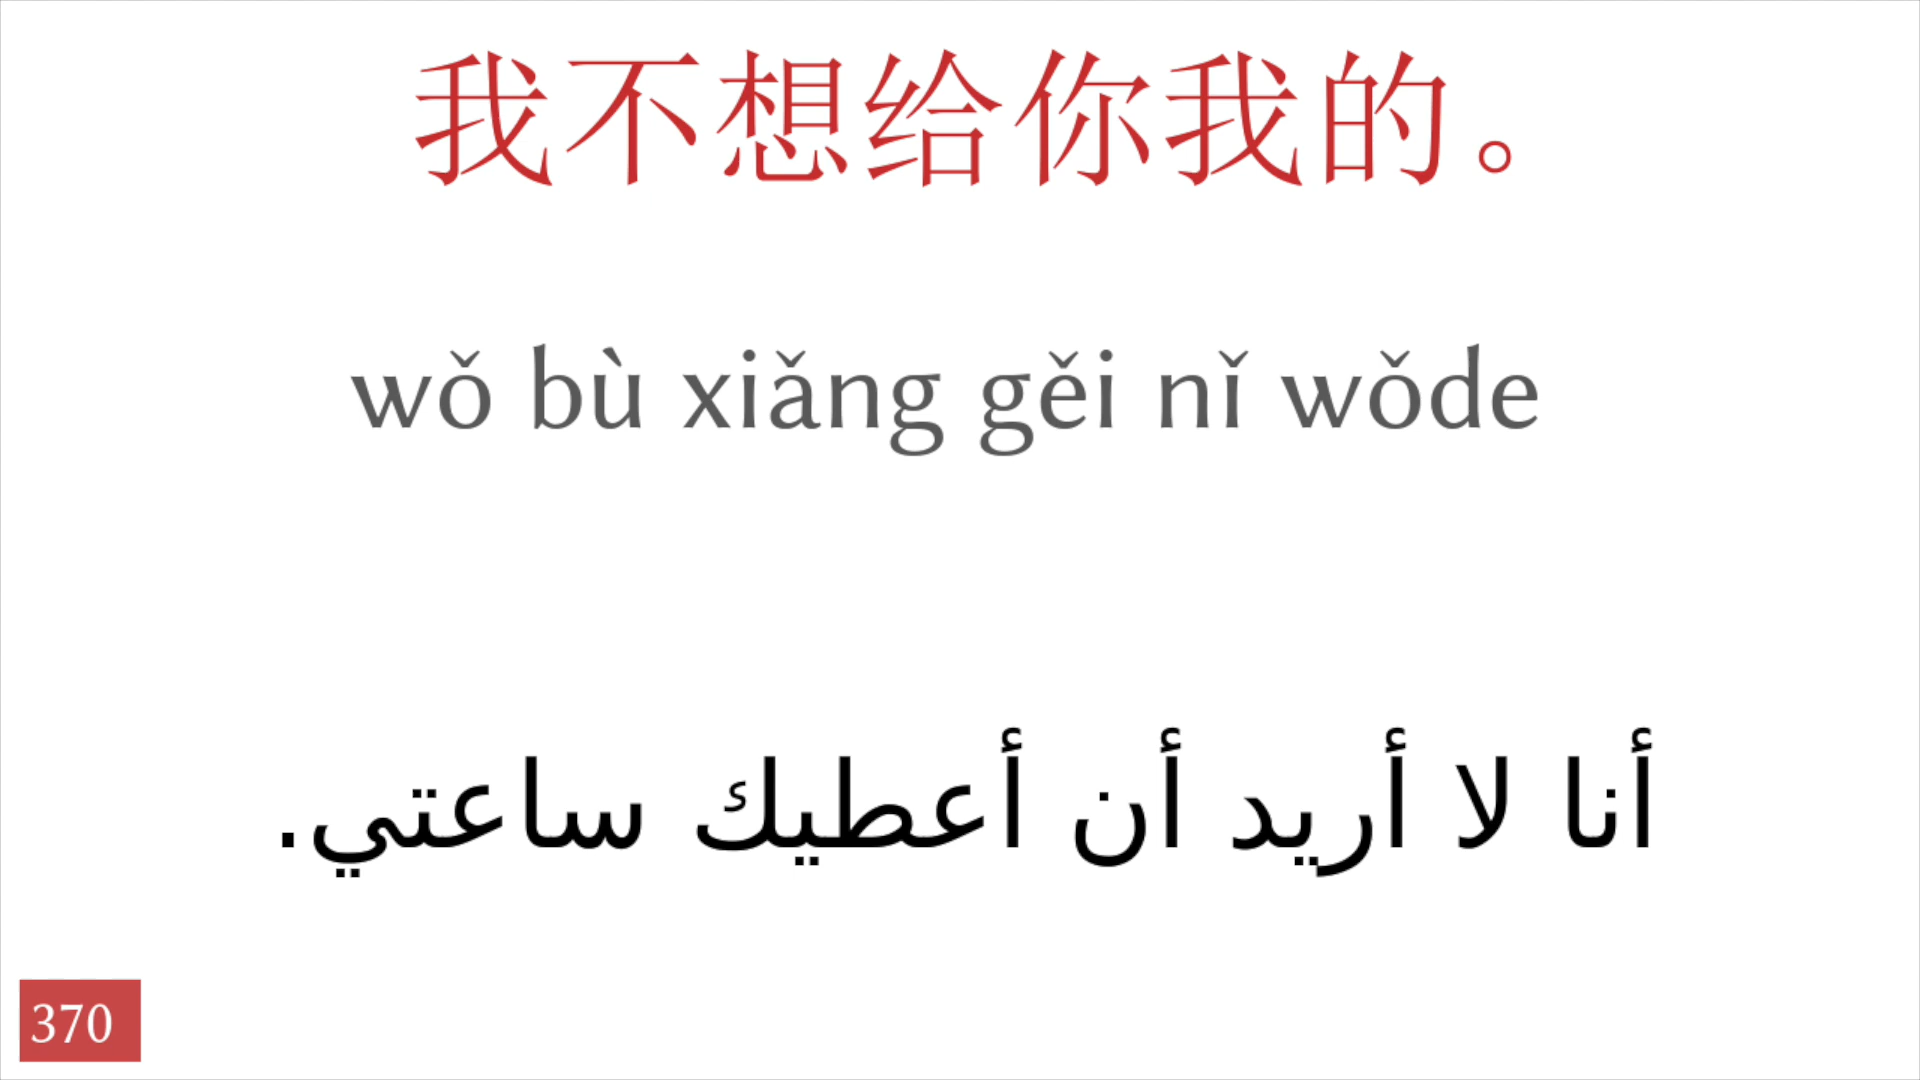 我不想给你我的。
wǒ bù xiǎng gěi nǐ wǒde
أنا لا أريد أن أعطيك ساعتي.
370